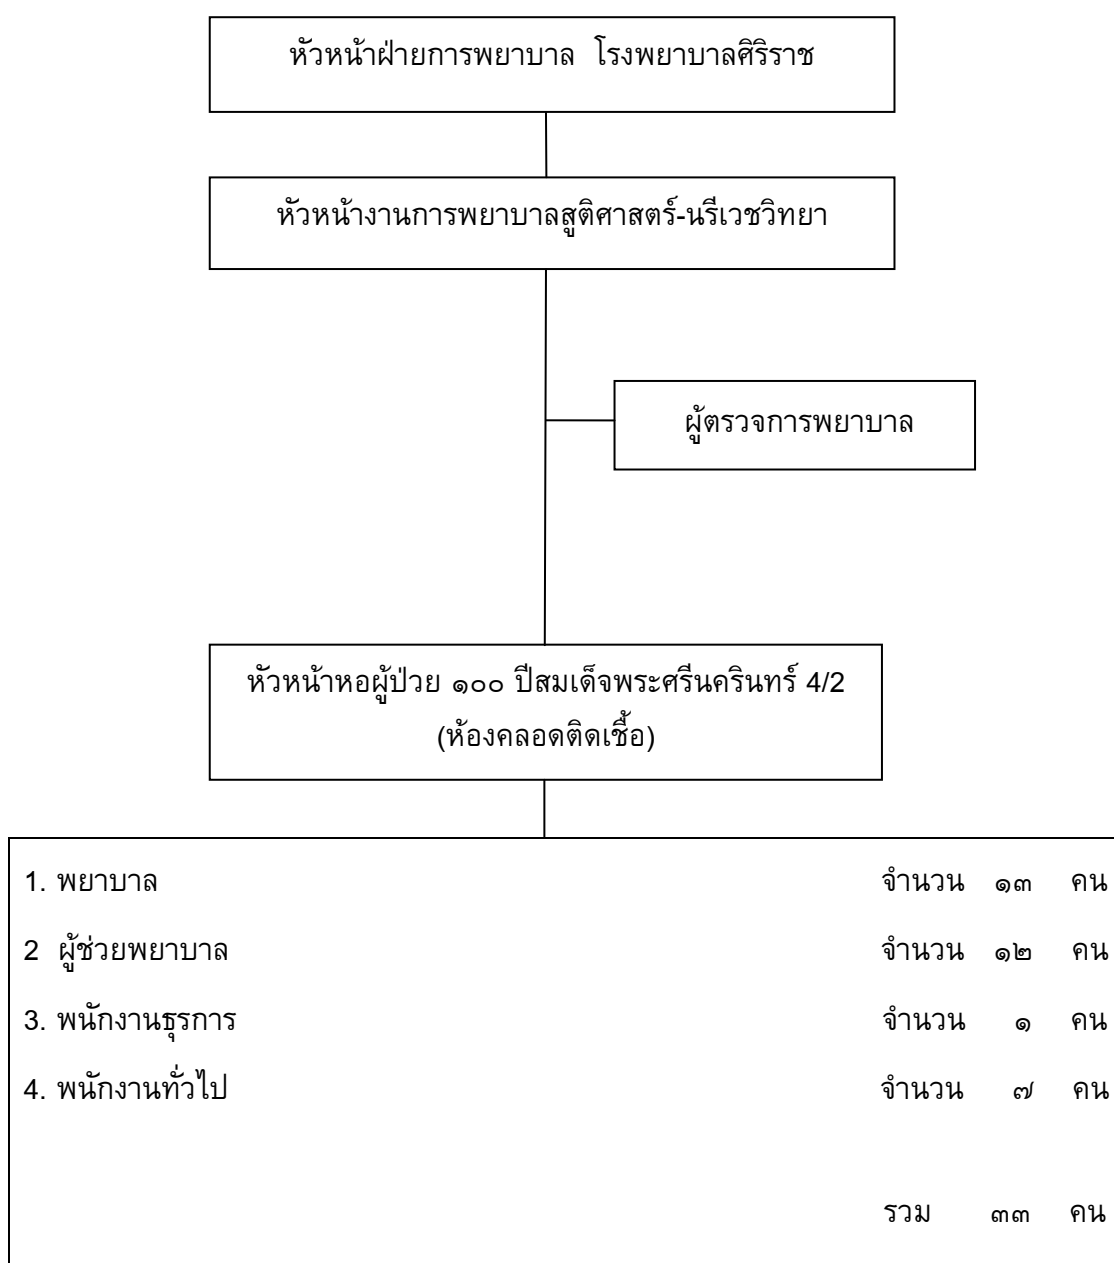 หัวหน้าฝ่ายการพยาบาล โรงพยาบาลศิริราช
หัวหน้างานการพยาบาลสูติศาสตร์-นรีเวชวิทยา
ผู้ตรวจการพยาบาล
หัวหน้าหอผู้ป่วย ๑๐๐ ปีสมเด็จพระศรีนครินทร์ 4/2
(ห้องคลอดติดเชื้อ)
1. พยาบาล จำนวน ๑๓ คน
2 ผู้ช่วยพยาบาล จำนวน ๑๒ คน
3. พนักงานธุรการ จำนวน ๑ คน
4. พนักงานทั่วไป จำนวน ๗ คน
รวม ๓๓ คน